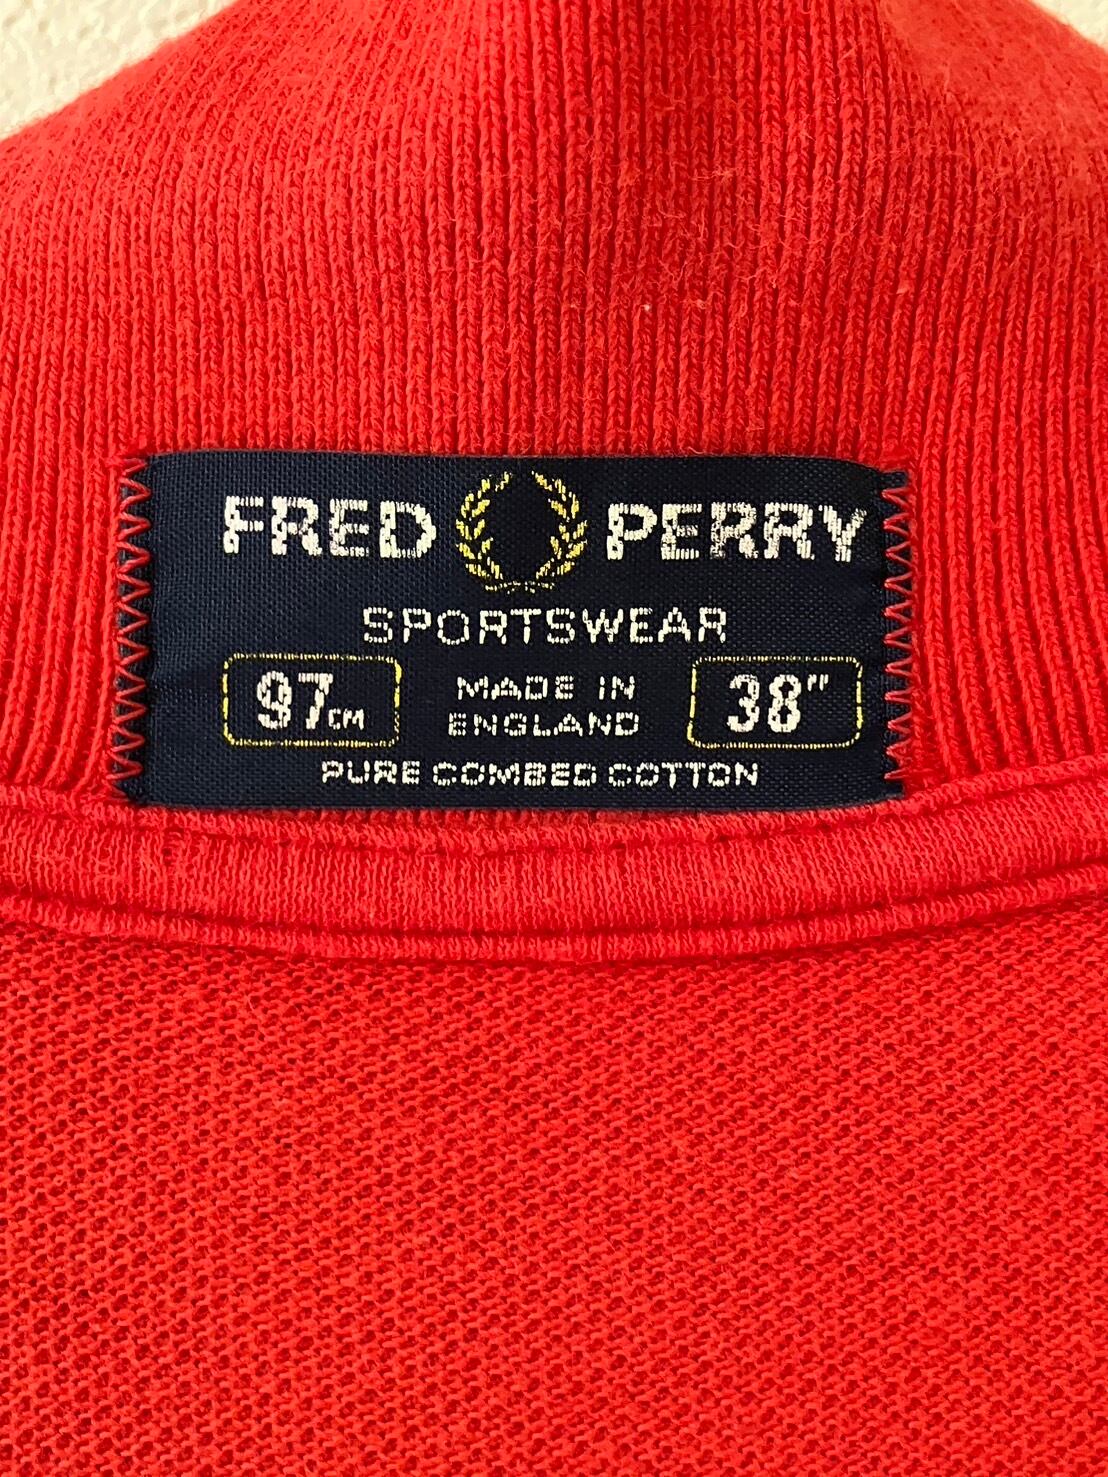 FRED PERRY
SPORTSWEAR
97CM MADE IN ENGLAND 38"
PURE COMBED COTTON